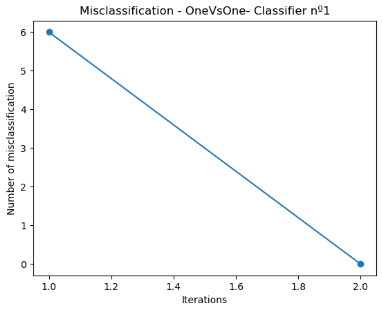 Misclassification - OneVsOne- Classifier nº1
Number of misclassification
6
5
4
3
2
1
0
1.0 1.2 1.4 1.6 1.8 2.0
Iterations